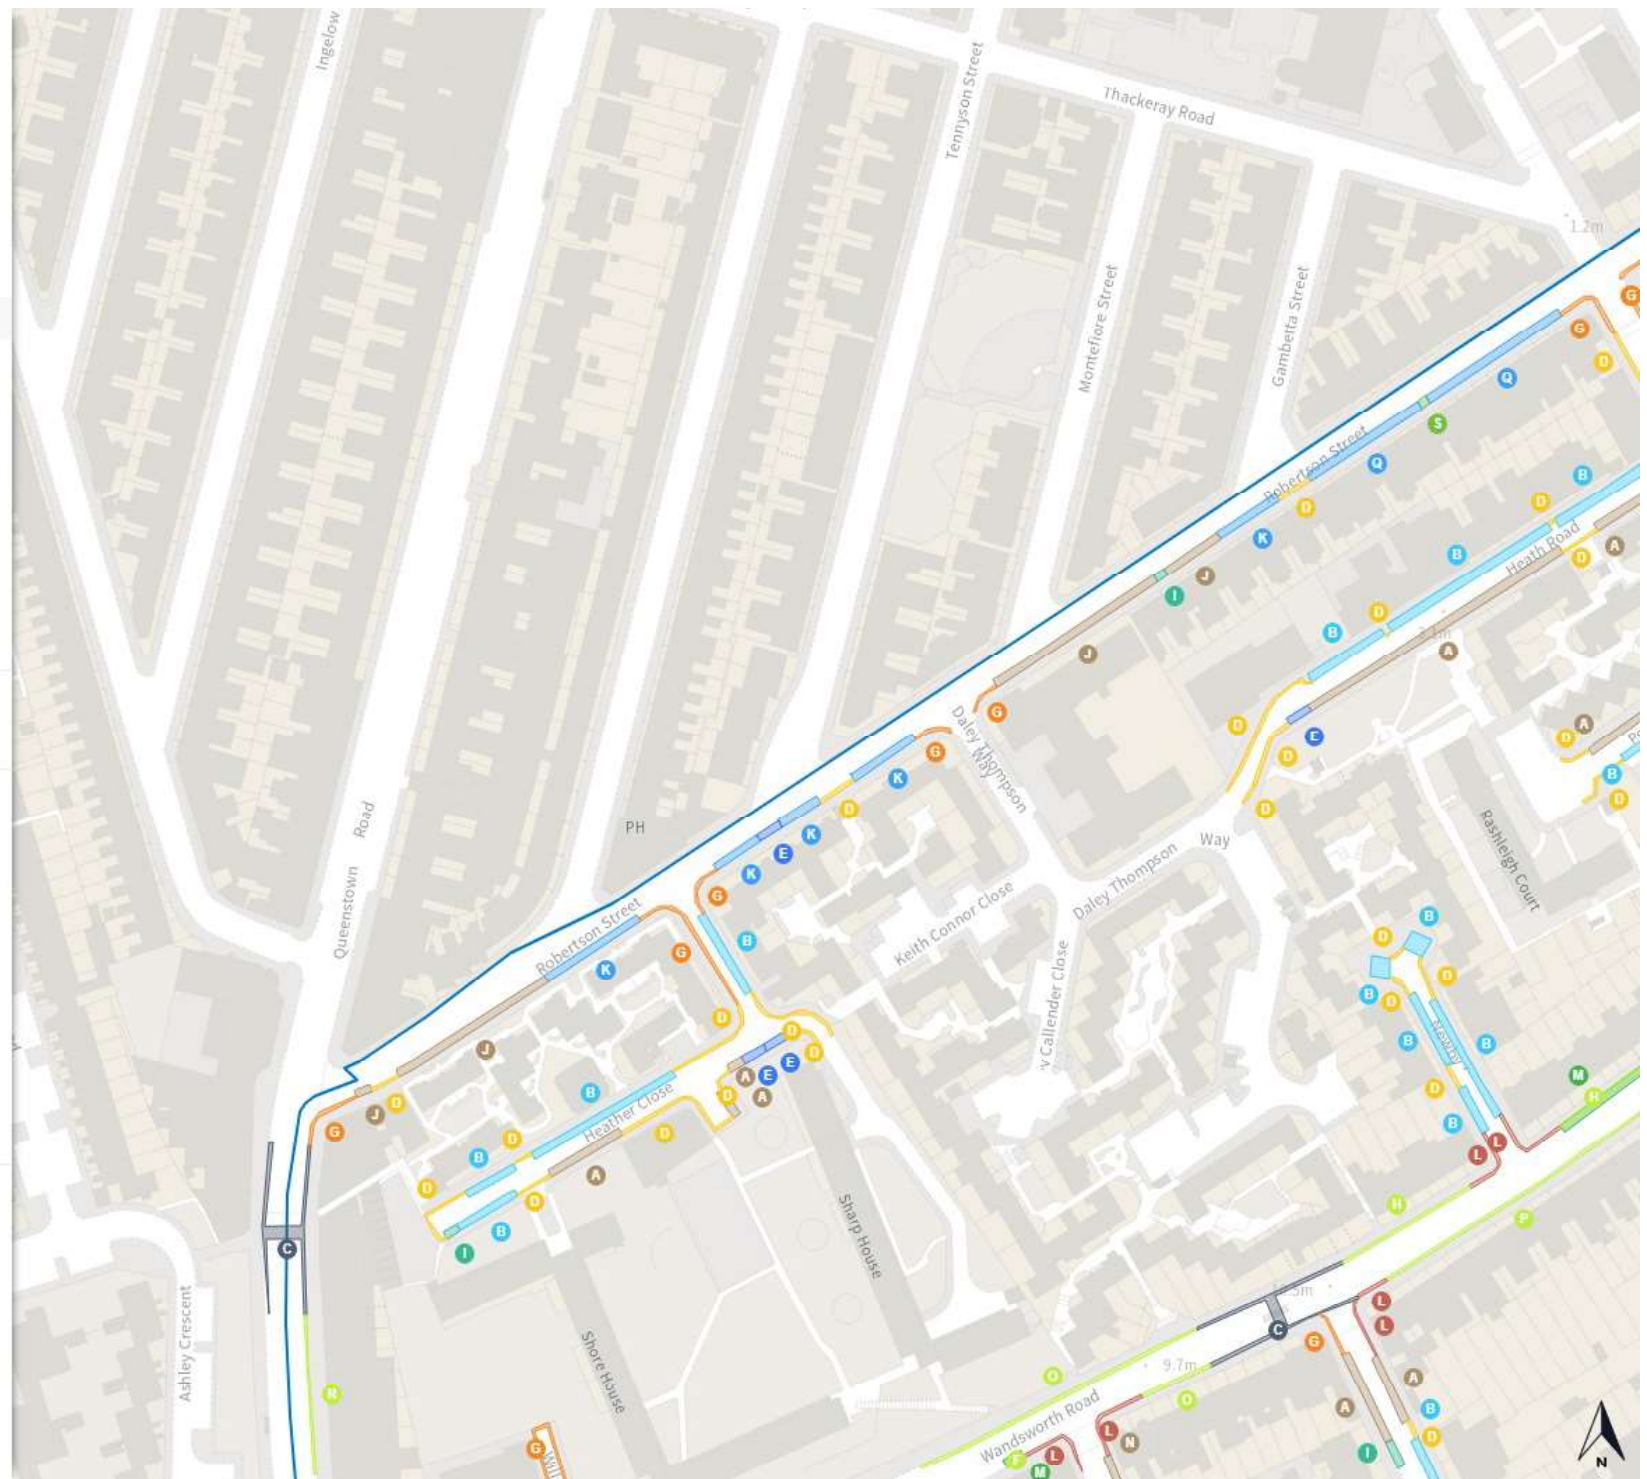 Ingelow
Tennyson Street
Thackeray Road
1.2m
G
Montefiore Street
Gambetta Street
G
D
Q
S
Robertson Street
Q
B
D
D
K
B
Heath Road
A
D
J
I
D
B
A
J
G
Daley Thompson
Way
D
E
D
A
D
B
D
G
K
D
K
E
K
PH
Road
Queenstown
D
Way
Daley Thompson
Rashleigh Court
G
Robertson Street
B
G
K
Keith Connor Close
Callender Close
B
D
D
B
D
B
B
D
B
L
L
M
H
J
D
D
D
E
E
A
A
D
J
D
G
B
Heather Close
D
D
B
D
A
D
B
I
C
Ashley Crescent
Sharp House
Shore House
H
P
C
9.7m
L
L
G
O
O
R
Wandsworth Road
A
A
B
D
I
L
N
L
F
M
G
N